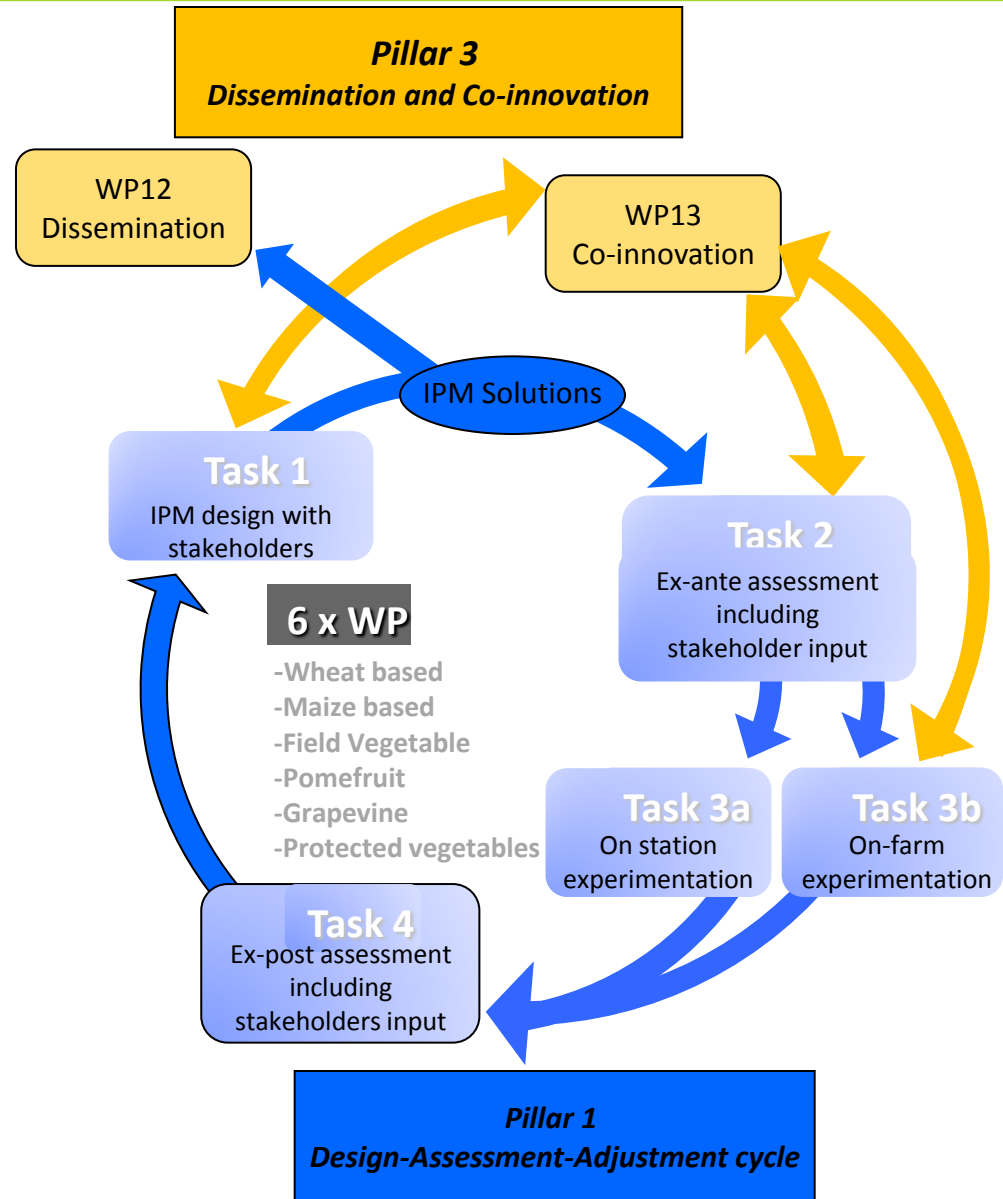 Pillar 3
Dissemination and Co-innovation
WP12
Dissemination
WP13
Co-innovation
IPM Solutions
Task 1
IPM design with
stakeholders
Task 2
Ex-ante assessment
including
stakeholder input
6 x WP
-Wheat based
-Maize based
-Field Vegetable
-Pomefruit
-Grapevine
-Protected vegetables
Task 3a
On station
experimentation
Task 3b
On-farm
experimentation
Task 4
Ex-post assessment
including
stakeholders input
Pillar 1
Design-Assessment-Adjustment cycle